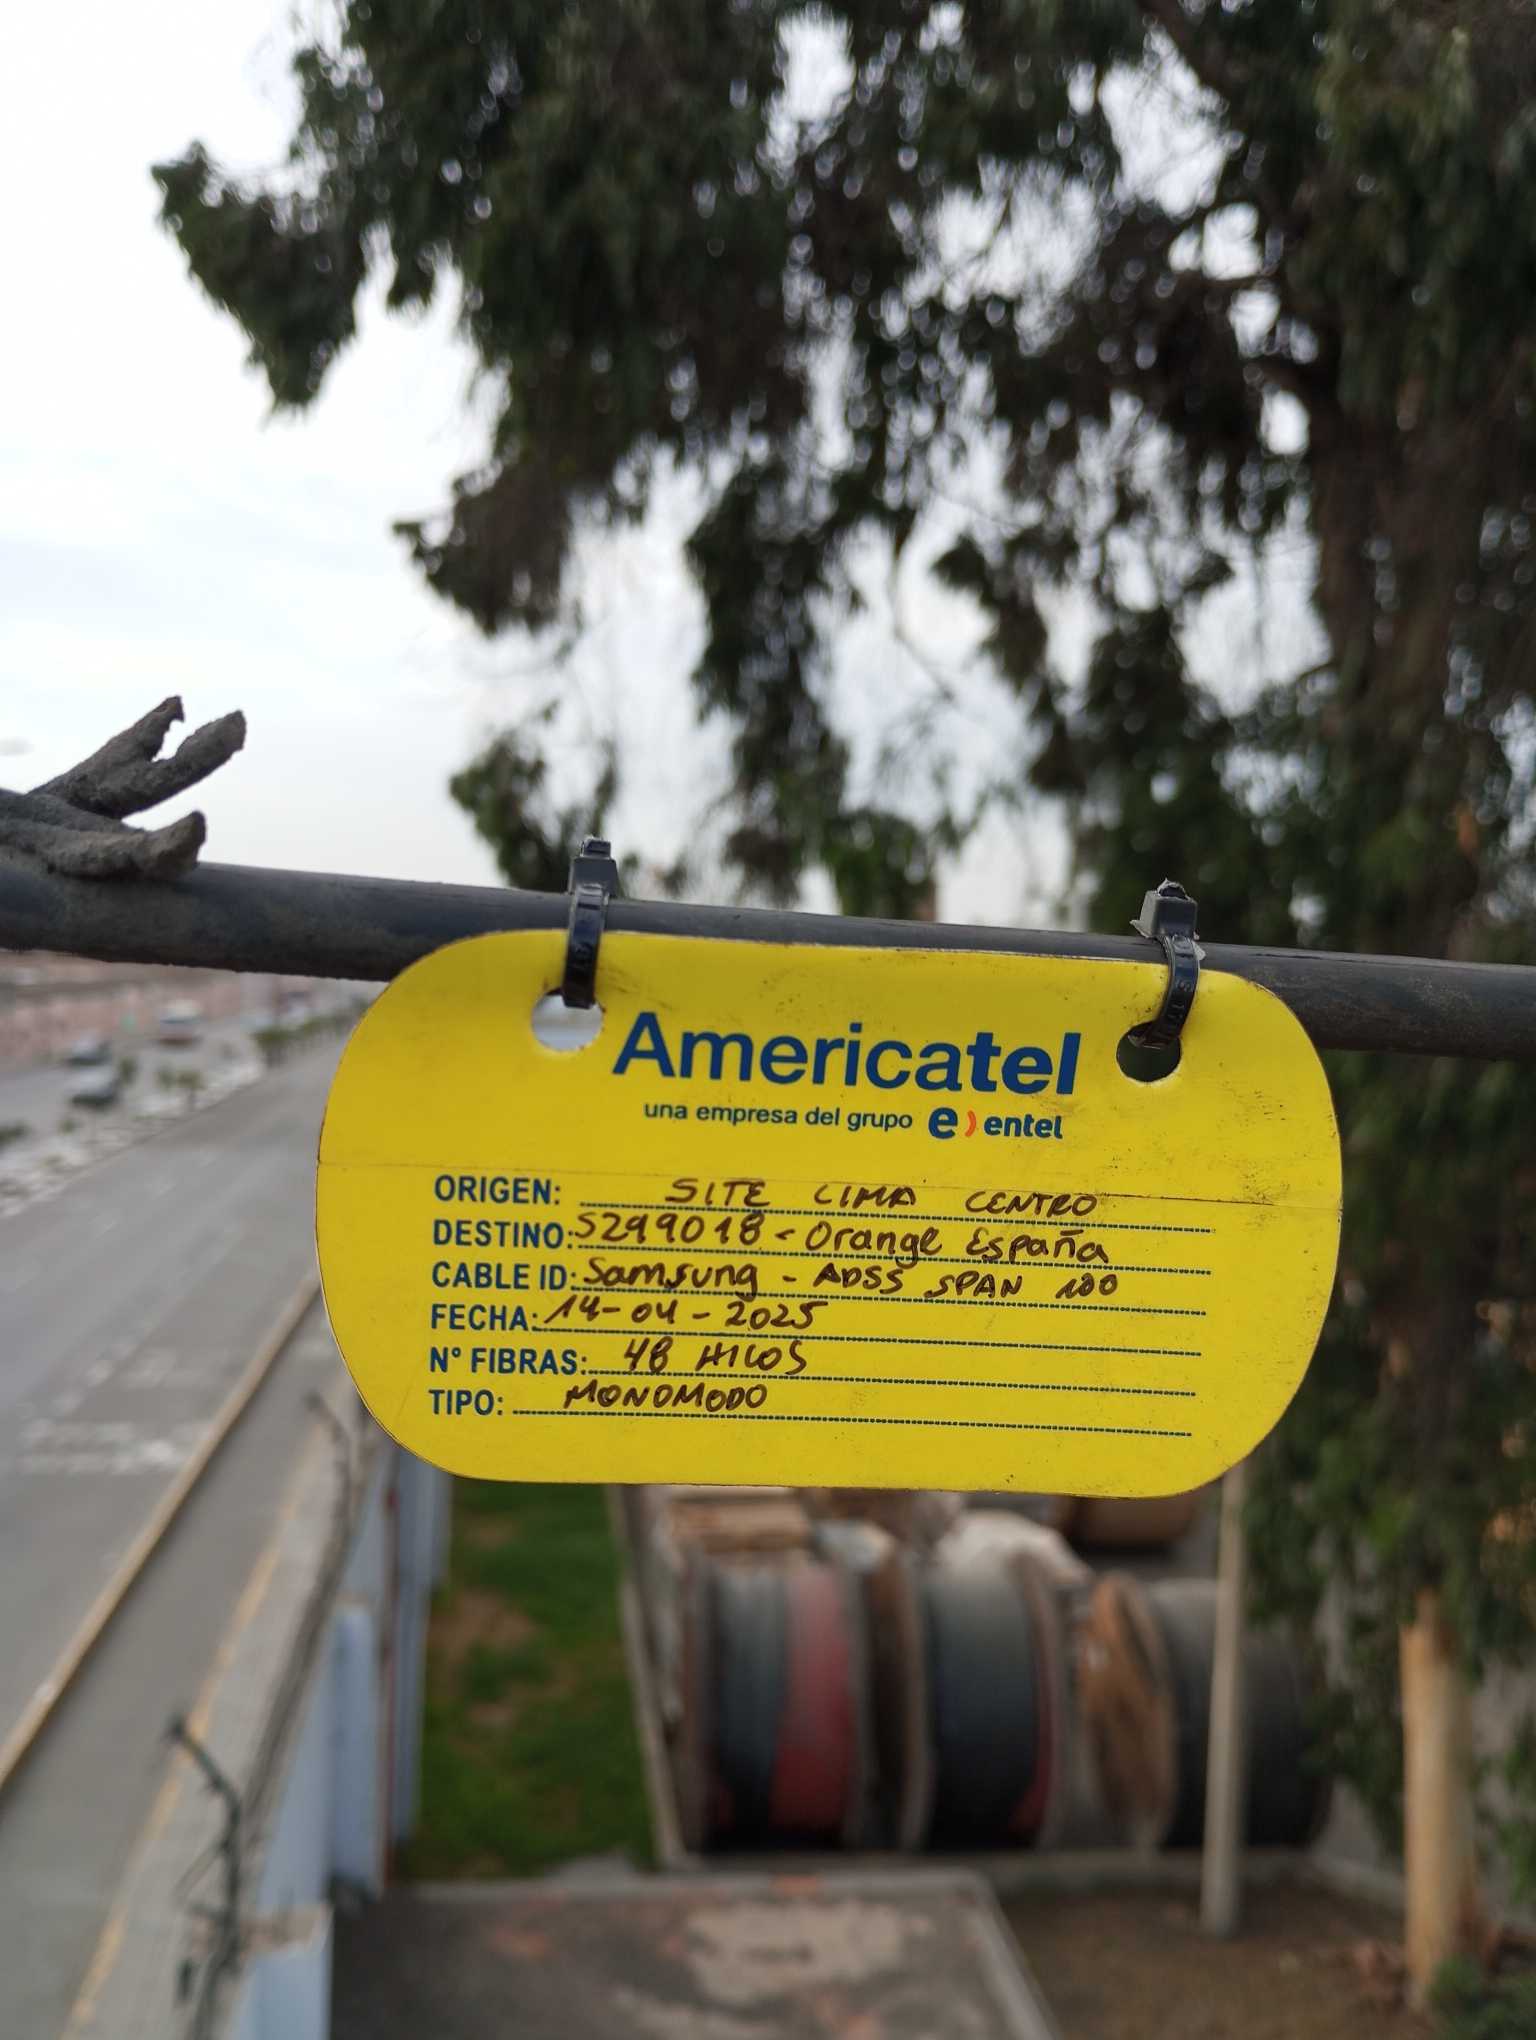 Americatel
una empresa del grupo e) entel
ORIGEN: SITE LIMA CENTRO
DESTINO: S299018 - Orange España
CABLE ID: Samsung - ADSS SPAN 100
FECHA: 14-04-2025
N° FIBRAS: 48 HILOS
TIPO: MONOMODO